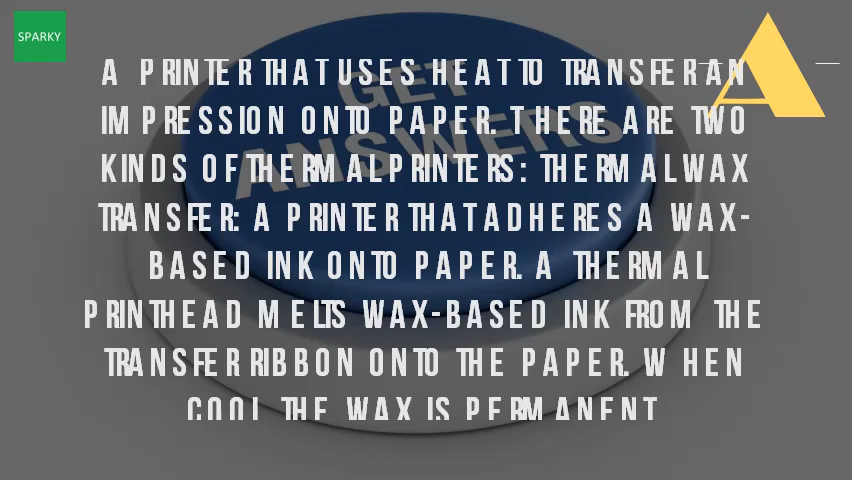 SPARKY
A
GET
ANSWERS
A PRINTER THAT USES HEAT TO TRANSFER AN
IMPRESSION ONTO PAPER. THERE ARE TWO
KINDS OF THERMAL PRINTERS: THERMAL WAX
TRANSFER: A PRINTER THAT ADHERES A WAX-
BASED INK ONTO PAPER. A THERMAL
PRINTHEAD MELTS WAX-BASED INK FROM THE
TRANSFER RIBBON ONTO THE PAPER. WHEN
COOL THE WAX IS PERMANENT